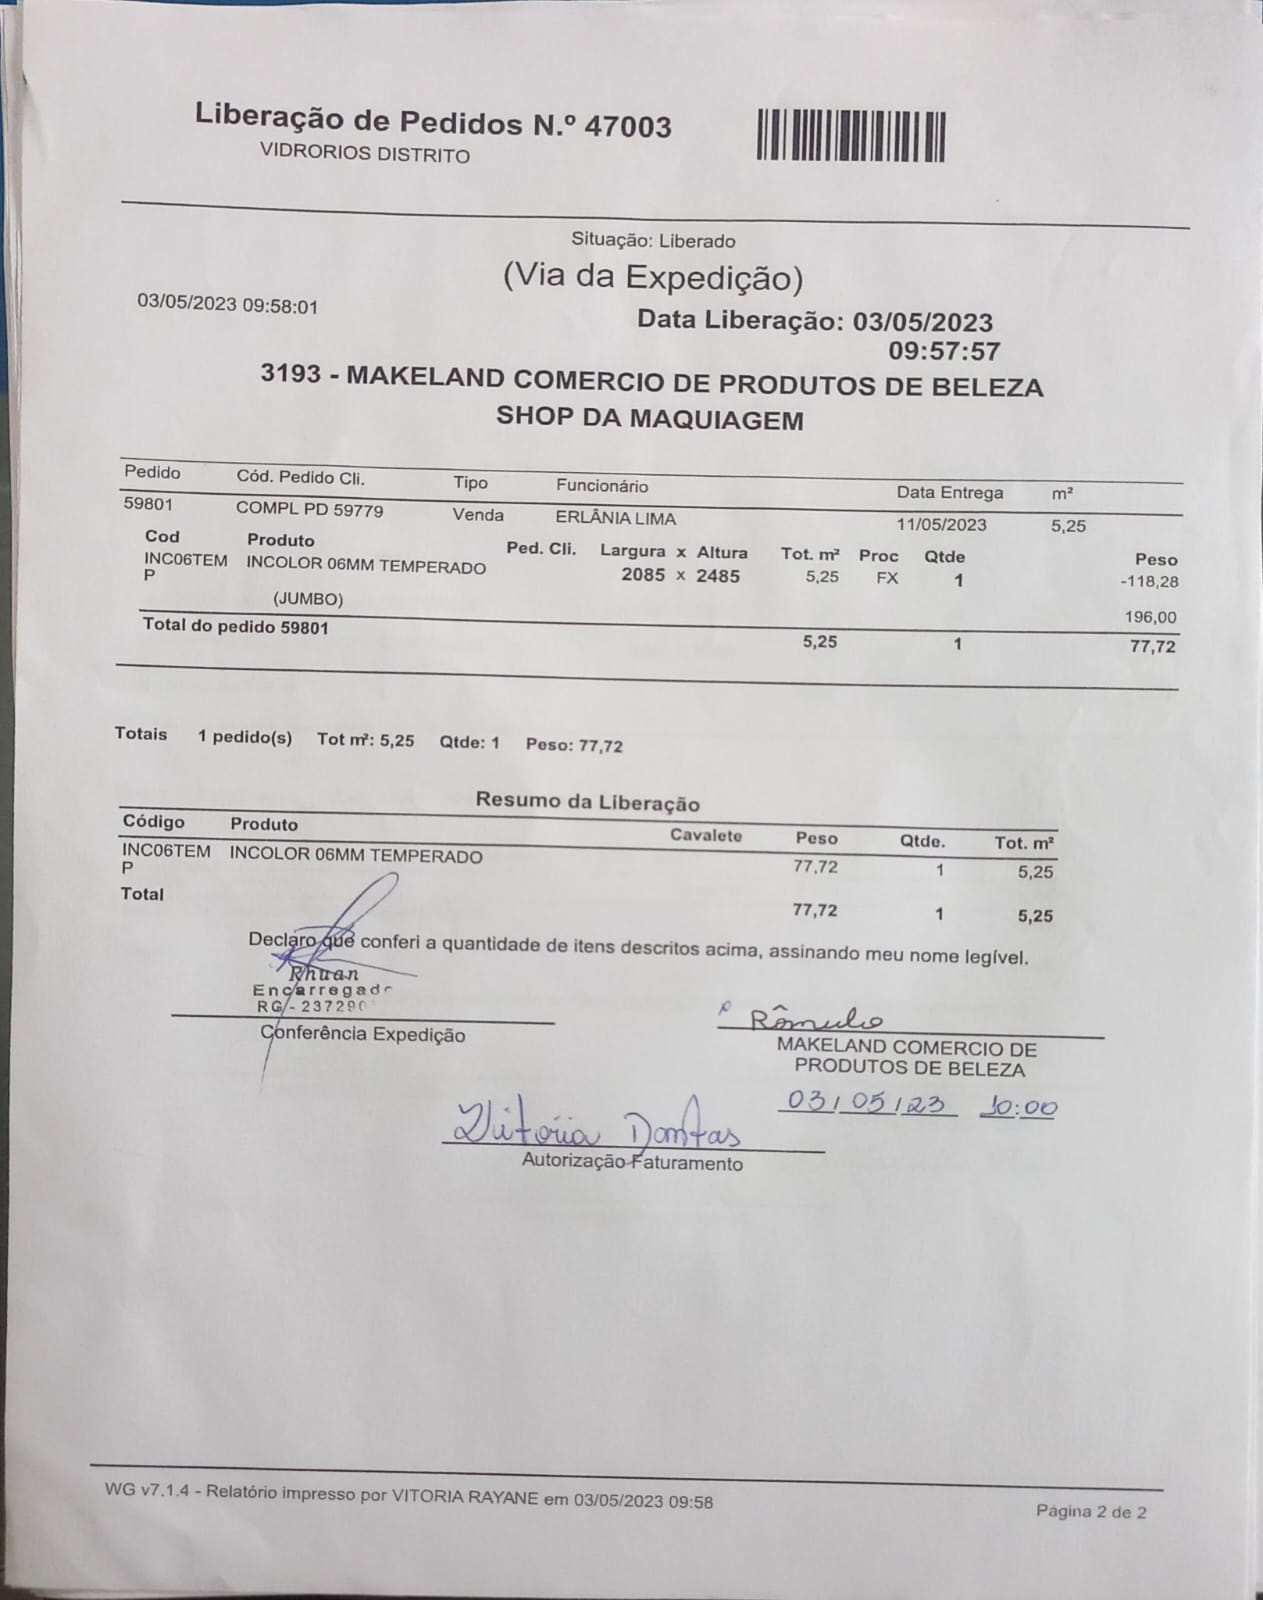 Liberação de Pedidos N.º 47003
VIDRORIOS DISTRITO
Situação: Liberado
(Via da Expedição)
03/05/2023 09:58:01
Data Liberação: 03/05/2023
09:57:57
3193 - MAKELAND COMERCIO DE PRODUTOS DE BELEZA
SHOP DA MAQUIAGEM
Pedido Cód. Pedido Cli. Tipo Funcionário Data Entrega m²
59801 COMPL PD 59779 Venda ERLÂNIA LIMA 11/05/2023 5,25
Cod Produto Ped. Cli. Largura x Altura Tot. m² Proc Qtde Peso
INC06TEM INCOLOR 06MM TEMPERADO 2085 x 2485 5,25 FX 1 -118,28
P
(JUMBO) 196,00
Total do pedido 59801 5,25 1 77,72
Totais 1 pedido(s) Tot m²: 5,25 Qtde: 1 Peso: 77,72
Resumo da Liberação
Código Produto Cavalete Peso Qtde. Tot. m²
INC06TEM INCOLOR 06MM TEMPERADO 77,72 1 5,25
P
Total 77,72 1 5,25
Declaro que conferi a quantidade de itens descritos acima, assinando meu nome legível.
Rhuan
Encarregado
RG - 237290
Conferência Expedição
Rômulo
MAKELAND COMERCIO DE
PRODUTOS DE BELEZA
03/05/23 10:00
Vitória Dantas
Autorização Faturamento
WG v7.1.4 - Relatório impresso por VITORIA RAYANE em 03/05/2023 09:58
Página 2 de 2